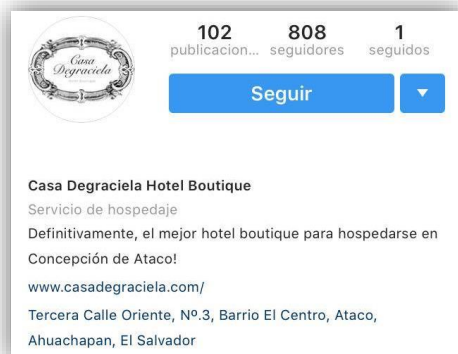 Casa
Degraciela
102 808 1
publicacion... seguidores seguidos
Seguir
Casa Degraciela Hotel Boutique
Servicio de hospedaje
Definitivamente, el mejor hotel boutique para hospedarse en
Concepción de Ataco!
www.casadegraciela.com/
Tercera Calle Oriente, Nº.3, Barrio El Centro, Ataco,
Ahuachapan, El Salvador